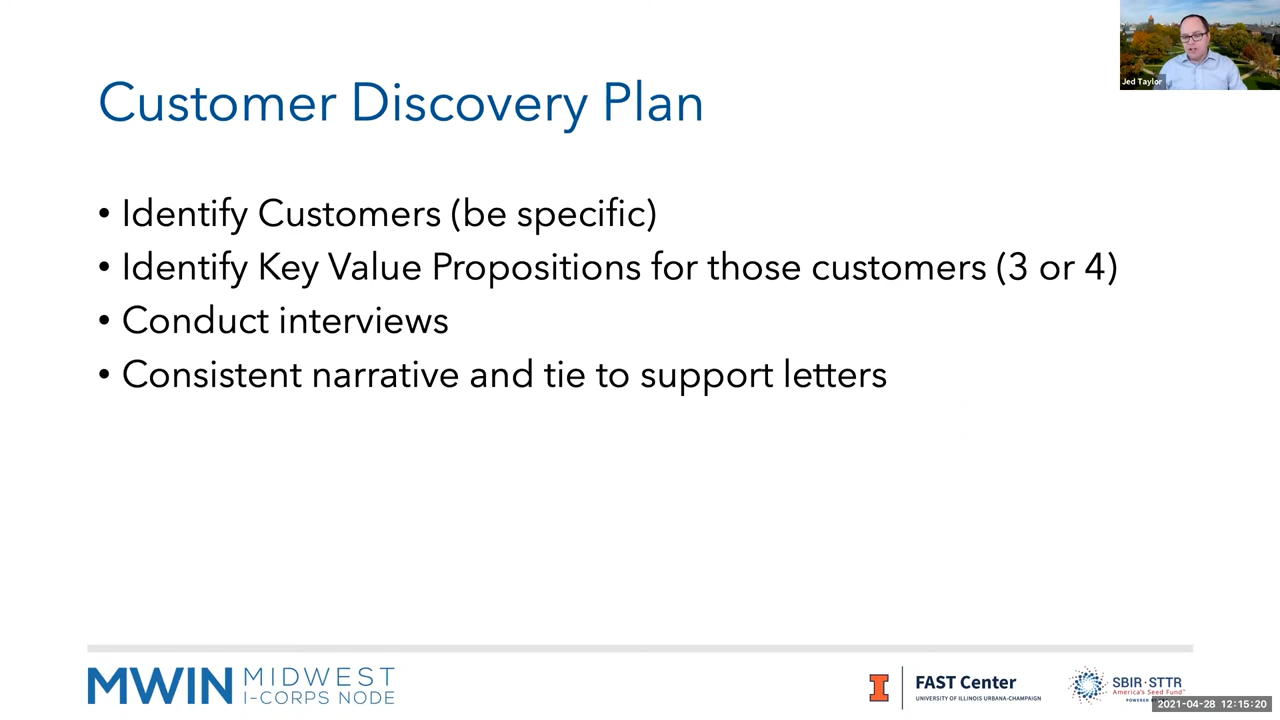 Jed Taylor
Customer Discovery Plan
• Identify Customers (be specific)
• Identify Key Value Propositions for those customers (3 or 4)
• Conduct interviews
• Consistent narrative and tie to support letters
MWIN MIDWEST
I-CORPS NODE
I
FAST Center
UNIVERSITY OF ILLINOIS URBANA-CHAMPAIGN
SBIR·STTR
America's Seed Fund™
POWERED
2021-04-28 12:15:20